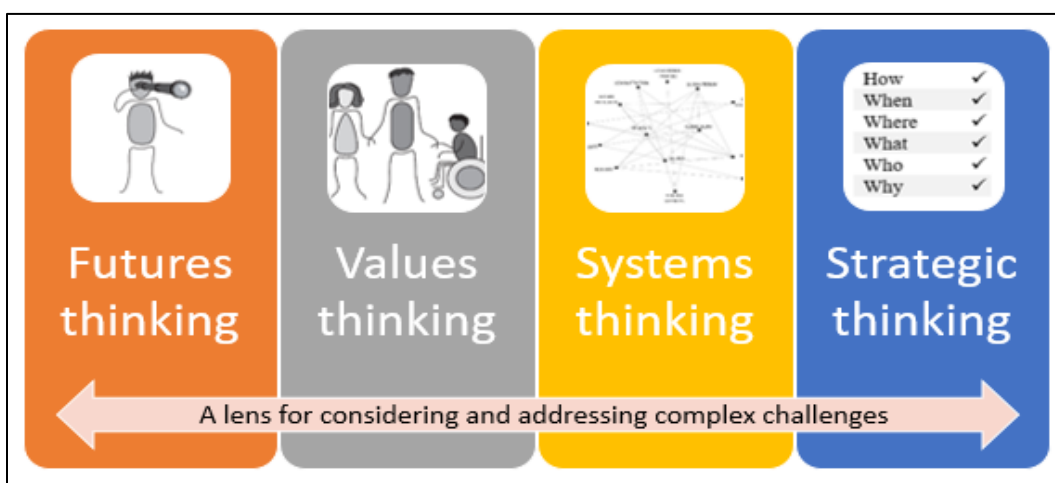 How ✓
When ✓
Where ✓
What ✓
Who ✓
Why ✓
Futures
thinking
Values
thinking
Systems
thinking
Strategic
thinking
A lens for considering and addressing complex challenges